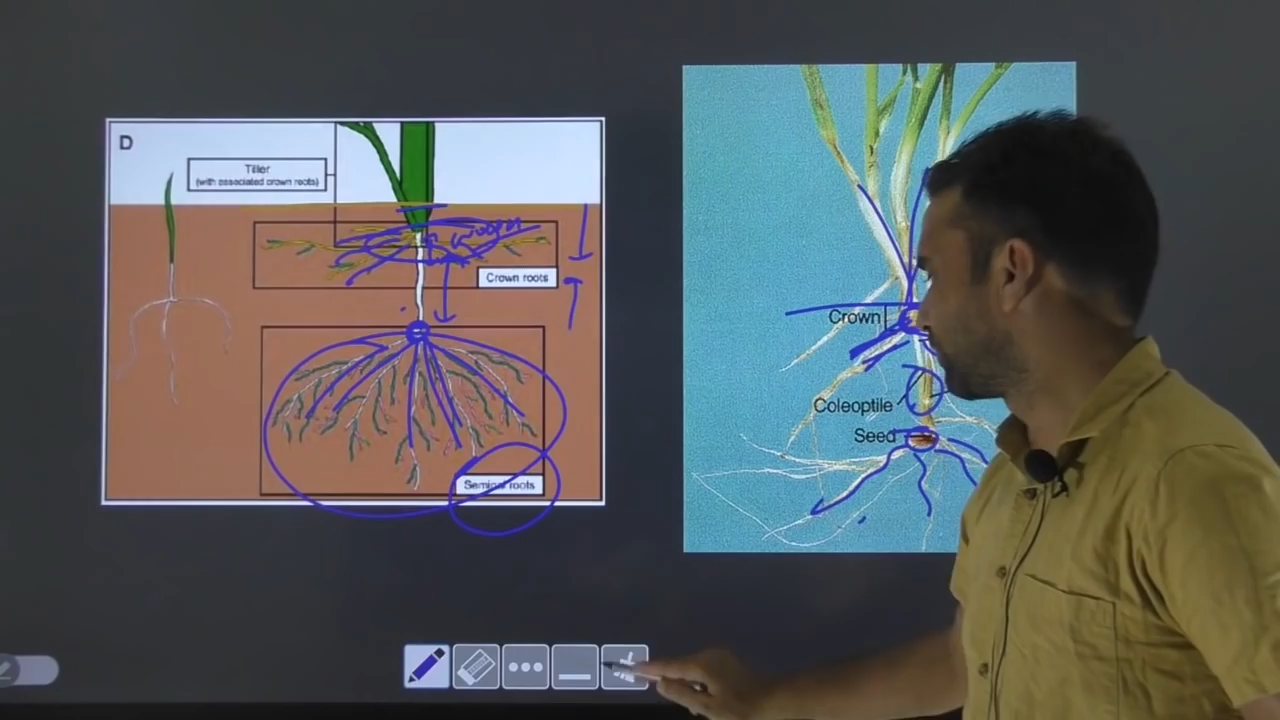 D
Tiller
(with associated crown roots)
Crown roots
Seminal roots
Crown
Coleoptile
Seed